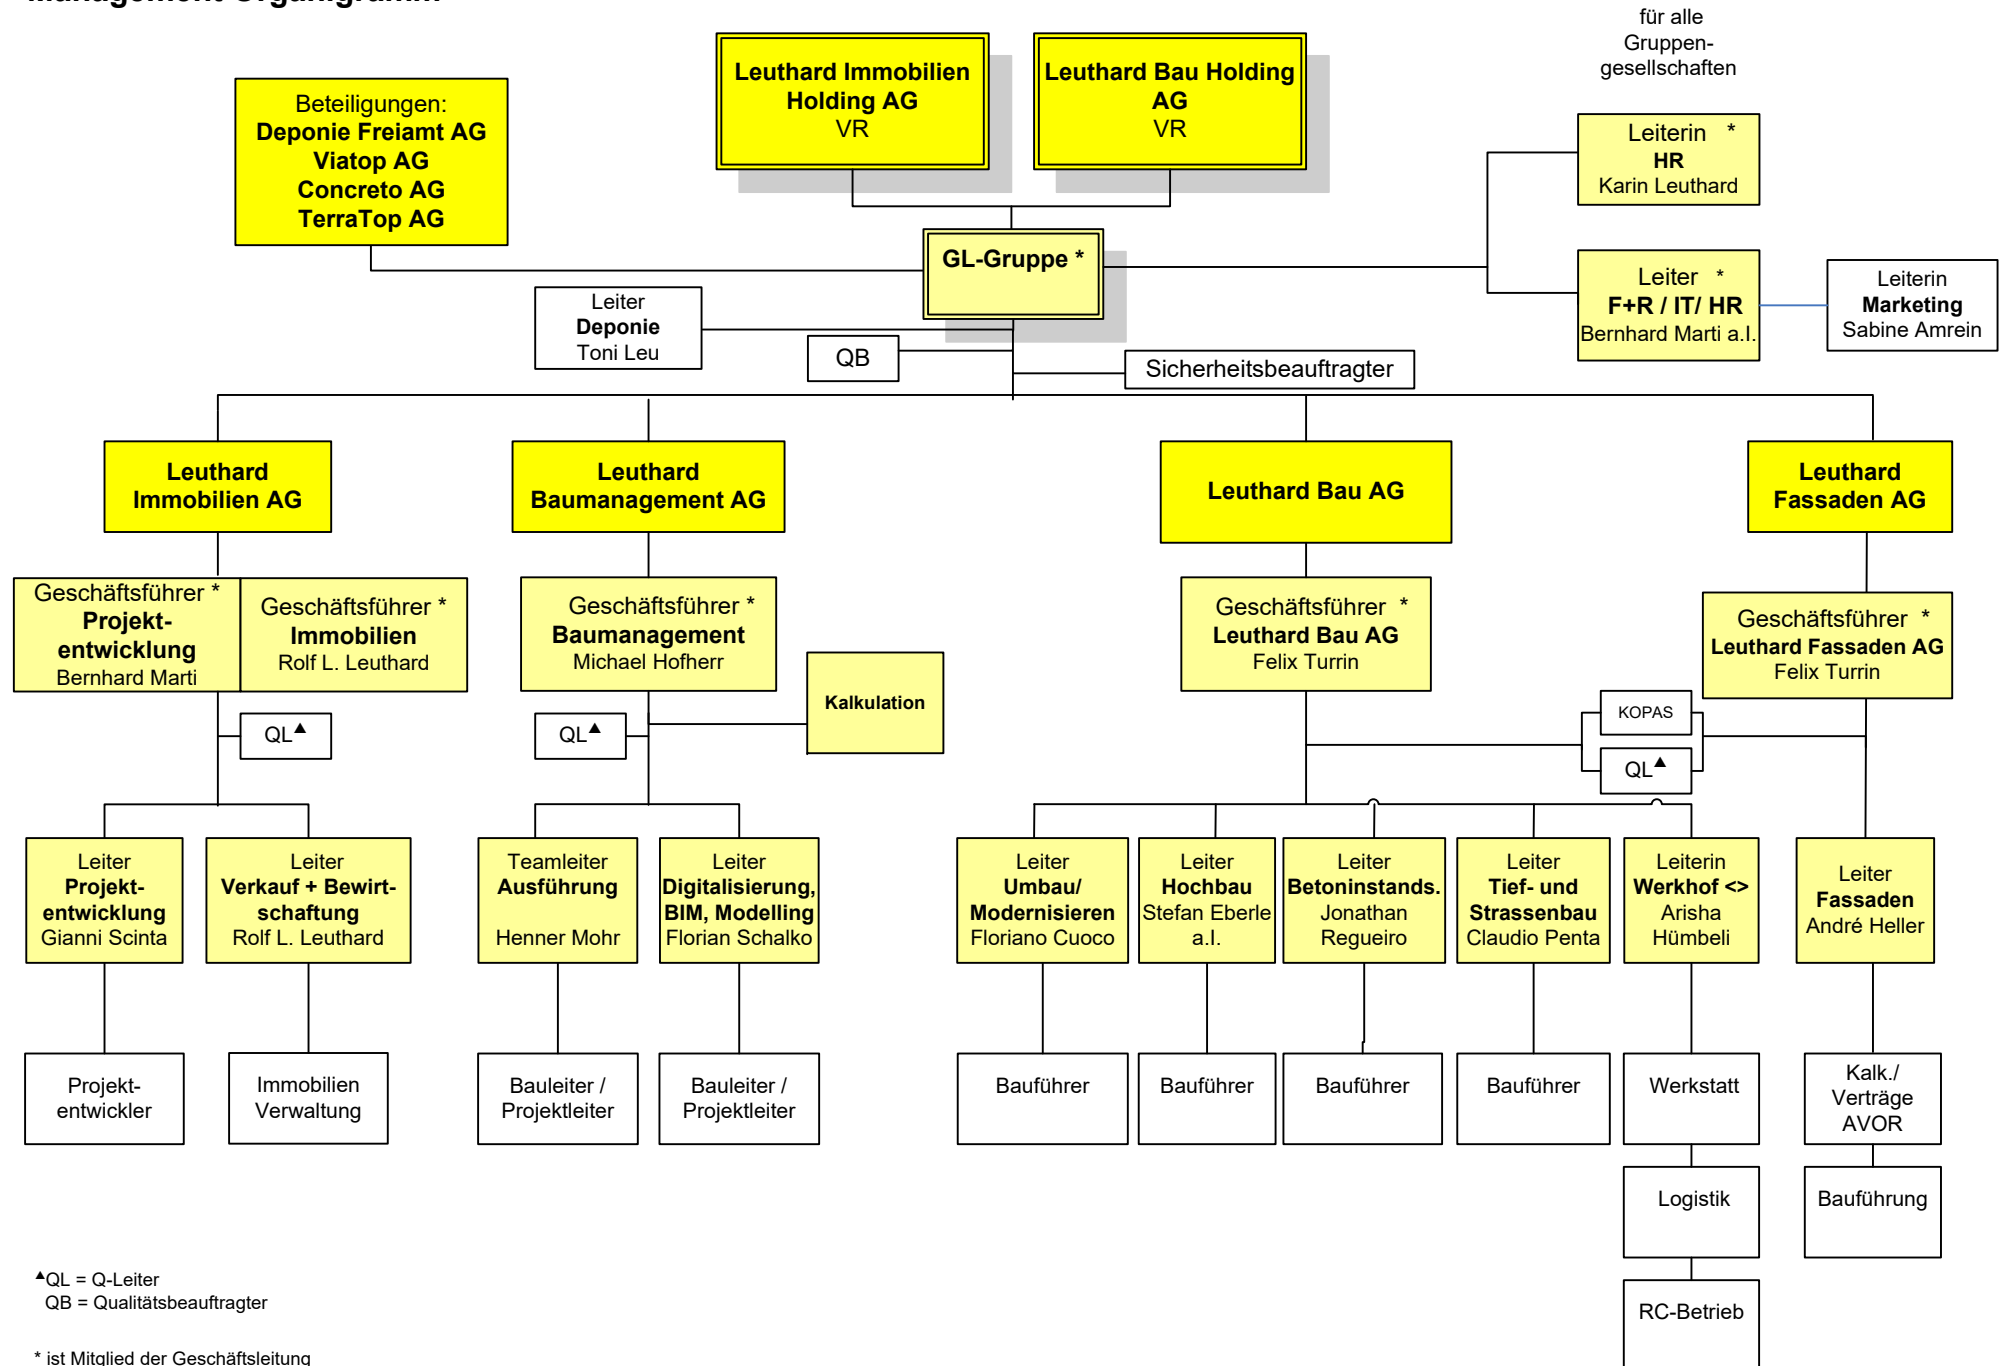 Management Organigramm
für alle
Gruppen-
gesellschaften
Beteiligungen:
Deponie Freiamt AG
Viatop AG
Concreto AG
TerraTop AG
Leuthard Immobilien
Holding AG
VR
Leuthard Bau Holding
AG
VR
Leiterin *
HR
Karin Leuthard
GL-Gruppe *
Leiter *
F+R / IT/ HR
Bernhard Marti a.I.
Leiterin
Marketing
Sabine Amrein
Leiter
Deponie
Toni Leu
QB
Sicherheitsbeauftragter
Leuthard
Immobilien AG
Leuthard
Baumanagement AG
Leuthard Bau AG
Leuthard
Fassaden AG
Geschäftsführer *
Projekt-
entwicklung
Bernhard Marti
Geschäftsführer *
Immobilien
Rolf L. Leuthard
Geschäftsführer *
Baumanagement
Michael Hofherr
Kalkulation
Geschäftsführer *
Leuthard Bau AG
Felix Turrin
Geschäftsführer *
Leuthard Fassaden AG
Felix Turrin
QL▲
QL▲
KOPAS
QL▲
Leiter
Projekt-
entwicklung
Gianni Scinta
Leiter
Verkauf + Bewirt-
schaftung
Rolf L. Leuthard
Teamleiter
Ausführung
Henner Mohr
Leiter
Digitalisierung,
BIM, Modelling
Florian Schalko
Leiter
Umbau/
Modernisieren
Floriano Cuoco
Leiter
Hochbau
Stefan Eberle
a.I.
Leiter
Betoninstands.
Jonathan
Regueiro
Leiter
Tief- und
Strassenbau
Claudio Penta
Leiterin
Werkhof <>
Arisha
Hümbeli
Leiter
Fassaden
André Heller
Projekt-
entwickler
Immobilien
Verwaltung
Bauleiter /
Projektleiter
Bauleiter /
Projektleiter
Bauführer
Bauführer
Bauführer
Bauführer
Werkstatt
Kalk./
Verträge
AVOR
Logistik
Bauführung
RC-Betrieb
▲QL = Q-Leiter
QB = Qualitätsbeauftragter
* ist Mitglied der Geschäftsleitung